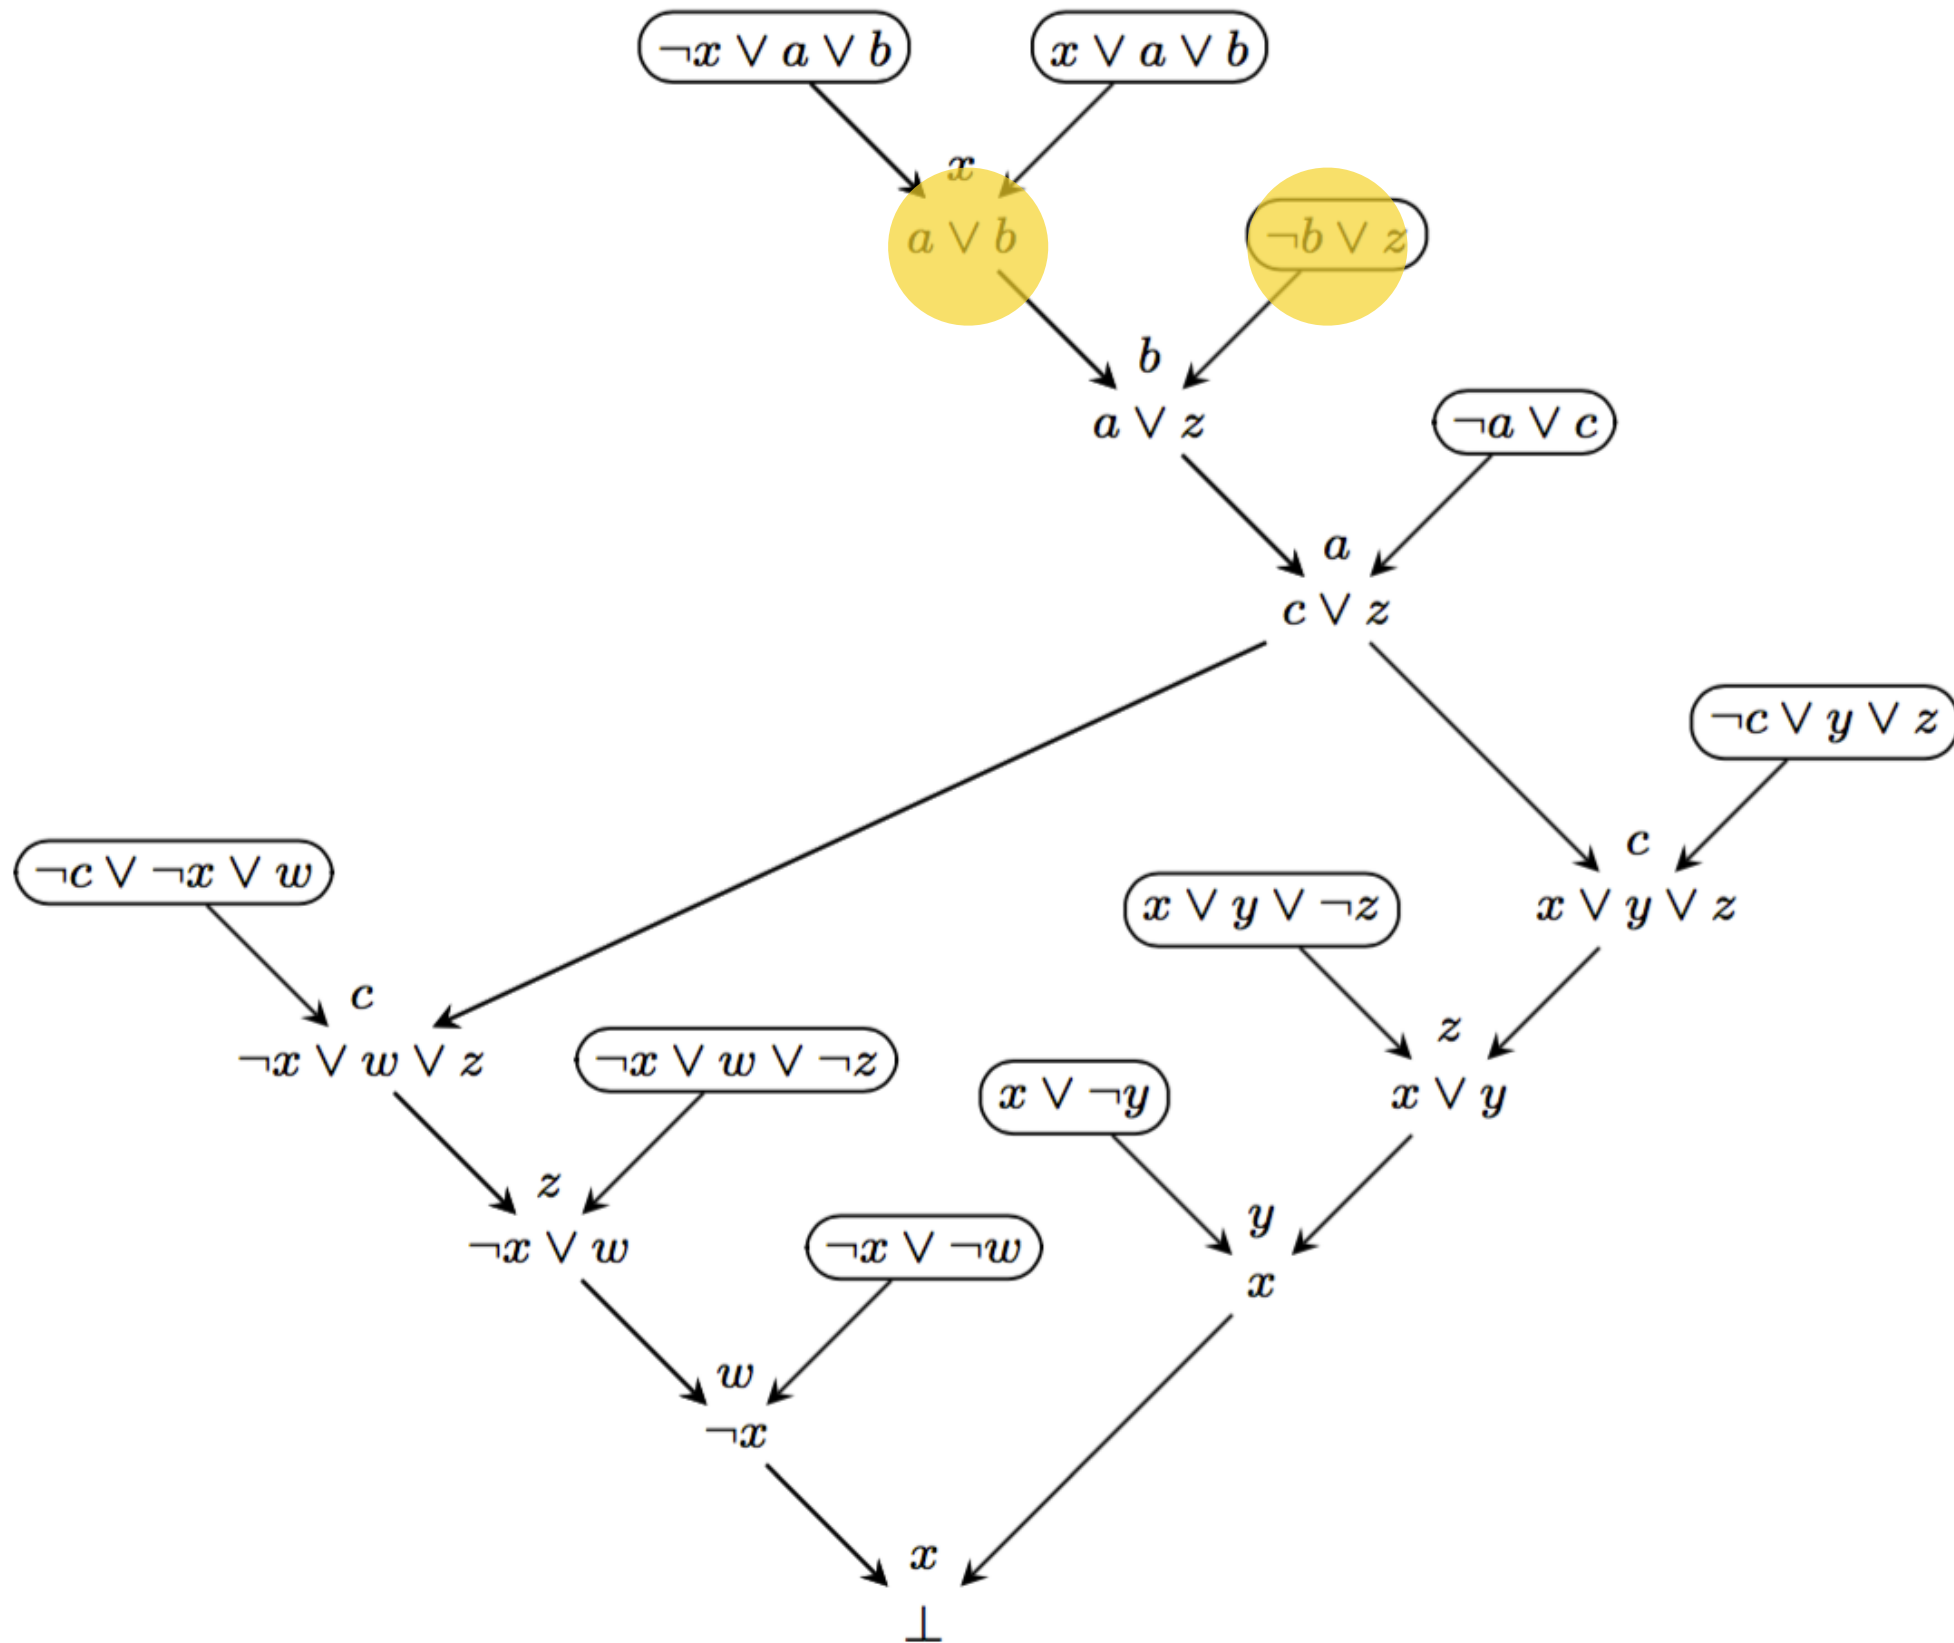 ¬x ∨ a ∨ b x ∨ a ∨ b
x
a ∨ b ¬b ∨ z
b
a ∨ z ¬a ∨ c
a
c ∨ z
¬c ∨ y ∨ z
c
¬c ∨ ¬x ∨ w x ∨ y ∨ ¬z x ∨ y ∨ z
c z
¬x ∨ w ∨ z ¬x ∨ w ∨ ¬z x ∨ ¬y x ∨ y
z y
¬x ∨ w ¬x ∨ ¬w x
w
¬x
x
⊥